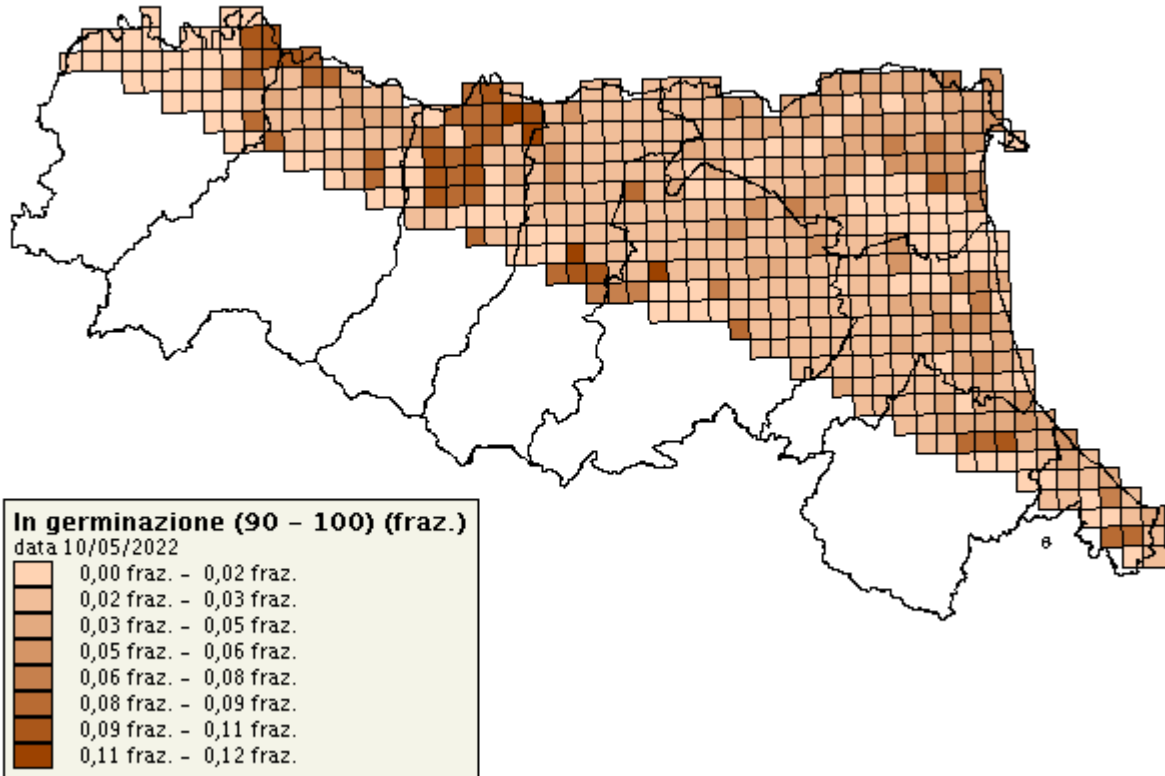 In germinazione (90 – 100) (fraz.)
data 10/05/2022
0,00 fraz. – 0,02 fraz.
0,02 fraz. – 0,03 fraz.
0,03 fraz. – 0,05 fraz.
0,05 fraz. – 0,06 fraz.
0,06 fraz. – 0,08 fraz.
0,08 fraz. – 0,09 fraz.
0,09 fraz. – 0,11 fraz.
0,11 fraz. – 0,12 fraz.